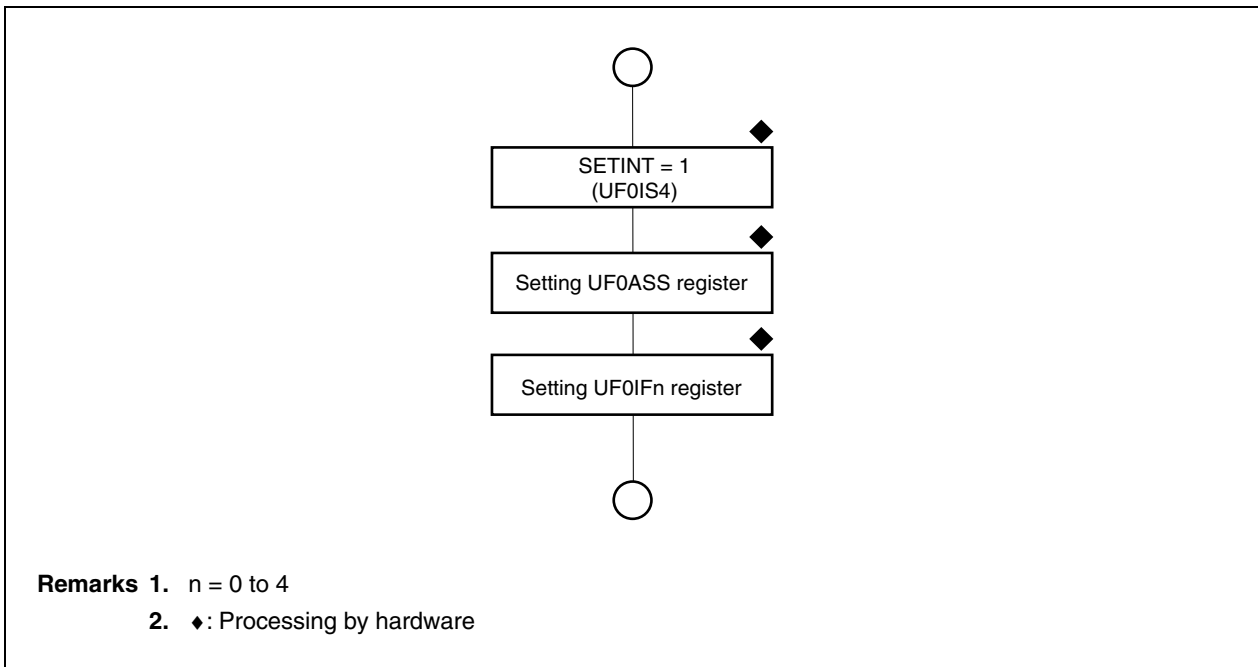 SETINT = 1
(UF0IS4)
Setting UF0ASS register
Setting UF0IFn register
Remarks 1. n = 0 to 4
2. ♦: Processing by hardware